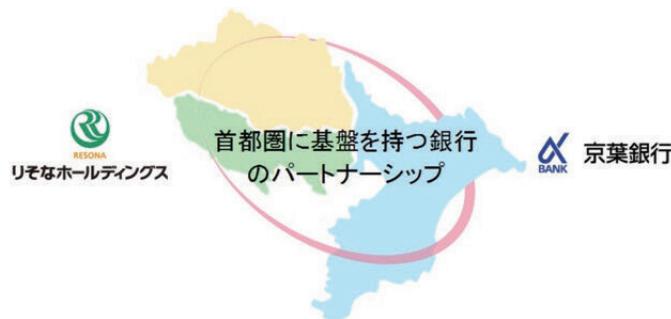 首都圏に基盤を持つ銀行
のパートナーシップ
RESONA
りそなホールディングス
BANK
京葉銀行